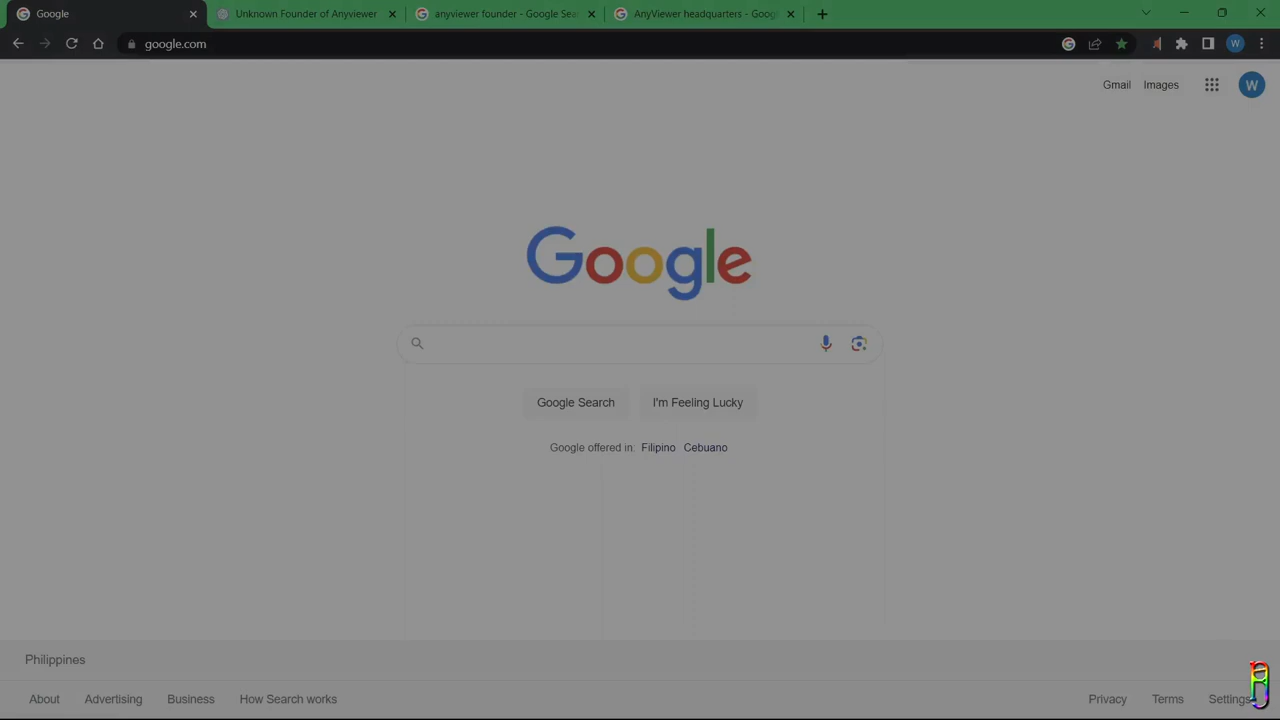 Google
Unknown Founder of Anyviewer
anyviewer founder - Google Sea
AnyViewer headquarters - Goog
google.com
W
Gmail Images
W
Google
Google Search I'm Feeling Lucky
Google offered in: Filipino Cebuano
Philippines
About Advertising Business How Search works
Privacy Terms Settings